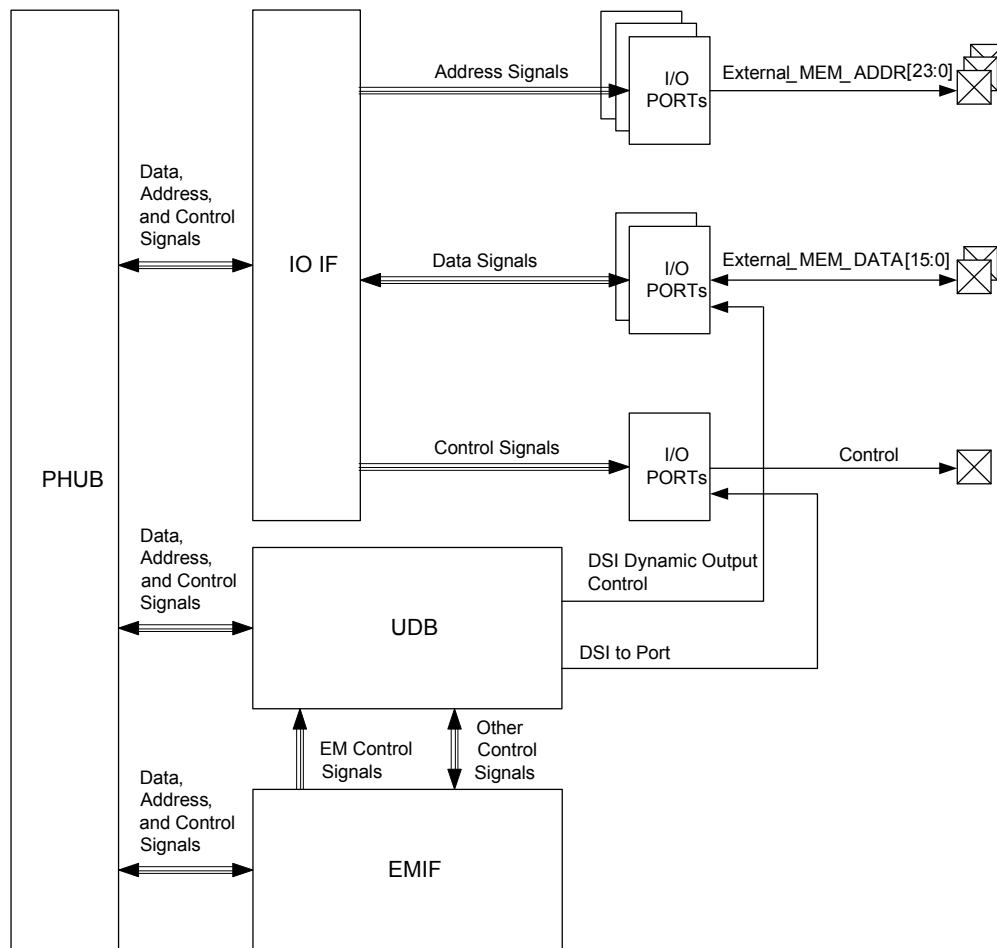 Address Signals
I/O
PORTs
External_MEM_ADDR[23:0]
Data,
Address,
and Control
Signals
IO IF
Data Signals
I/O
PORTs
External_MEM_DATA[15:0]
PHUB
Control Signals
I/O
PORTs
Control
Data,
Address,
and Control
Signals
UDB
DSI Dynamic Output
Control
DSI to Port
EM Control
Signals
Other
Control
Signals
Data,
Address,
and Control
Signals
EMIF